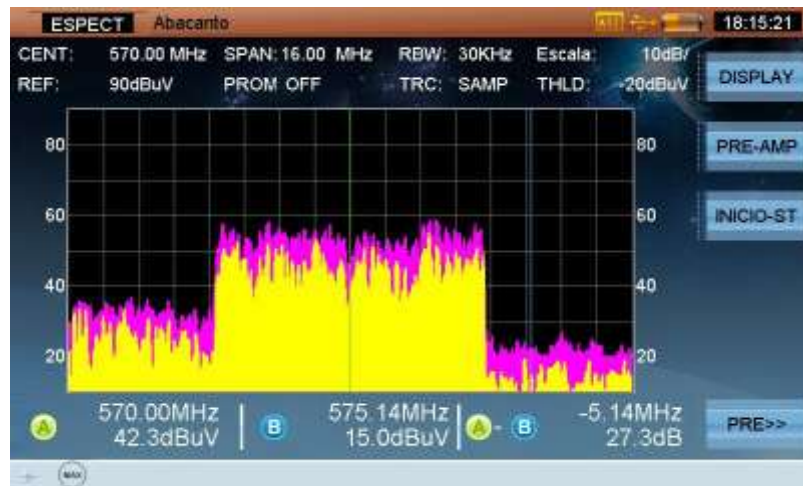 ESPECT Abacanto 18:15:21
CENT: 570.00 MHz SPAN: 16.00 MHz RBW: 30KHz Escala: 10dB/
REF: 90dBuV PROM OFF TRC: SAMP THLD: -20dBuV
DISPLAY
80 80
PRE-AMP
60 60
INICIO-ST
40 40
20 20
A 570.00MHz B 575.14MHz A - B -5.14MHz
42.3dBuV 15.0dBuV 27.3dB
PRE>>
MAX